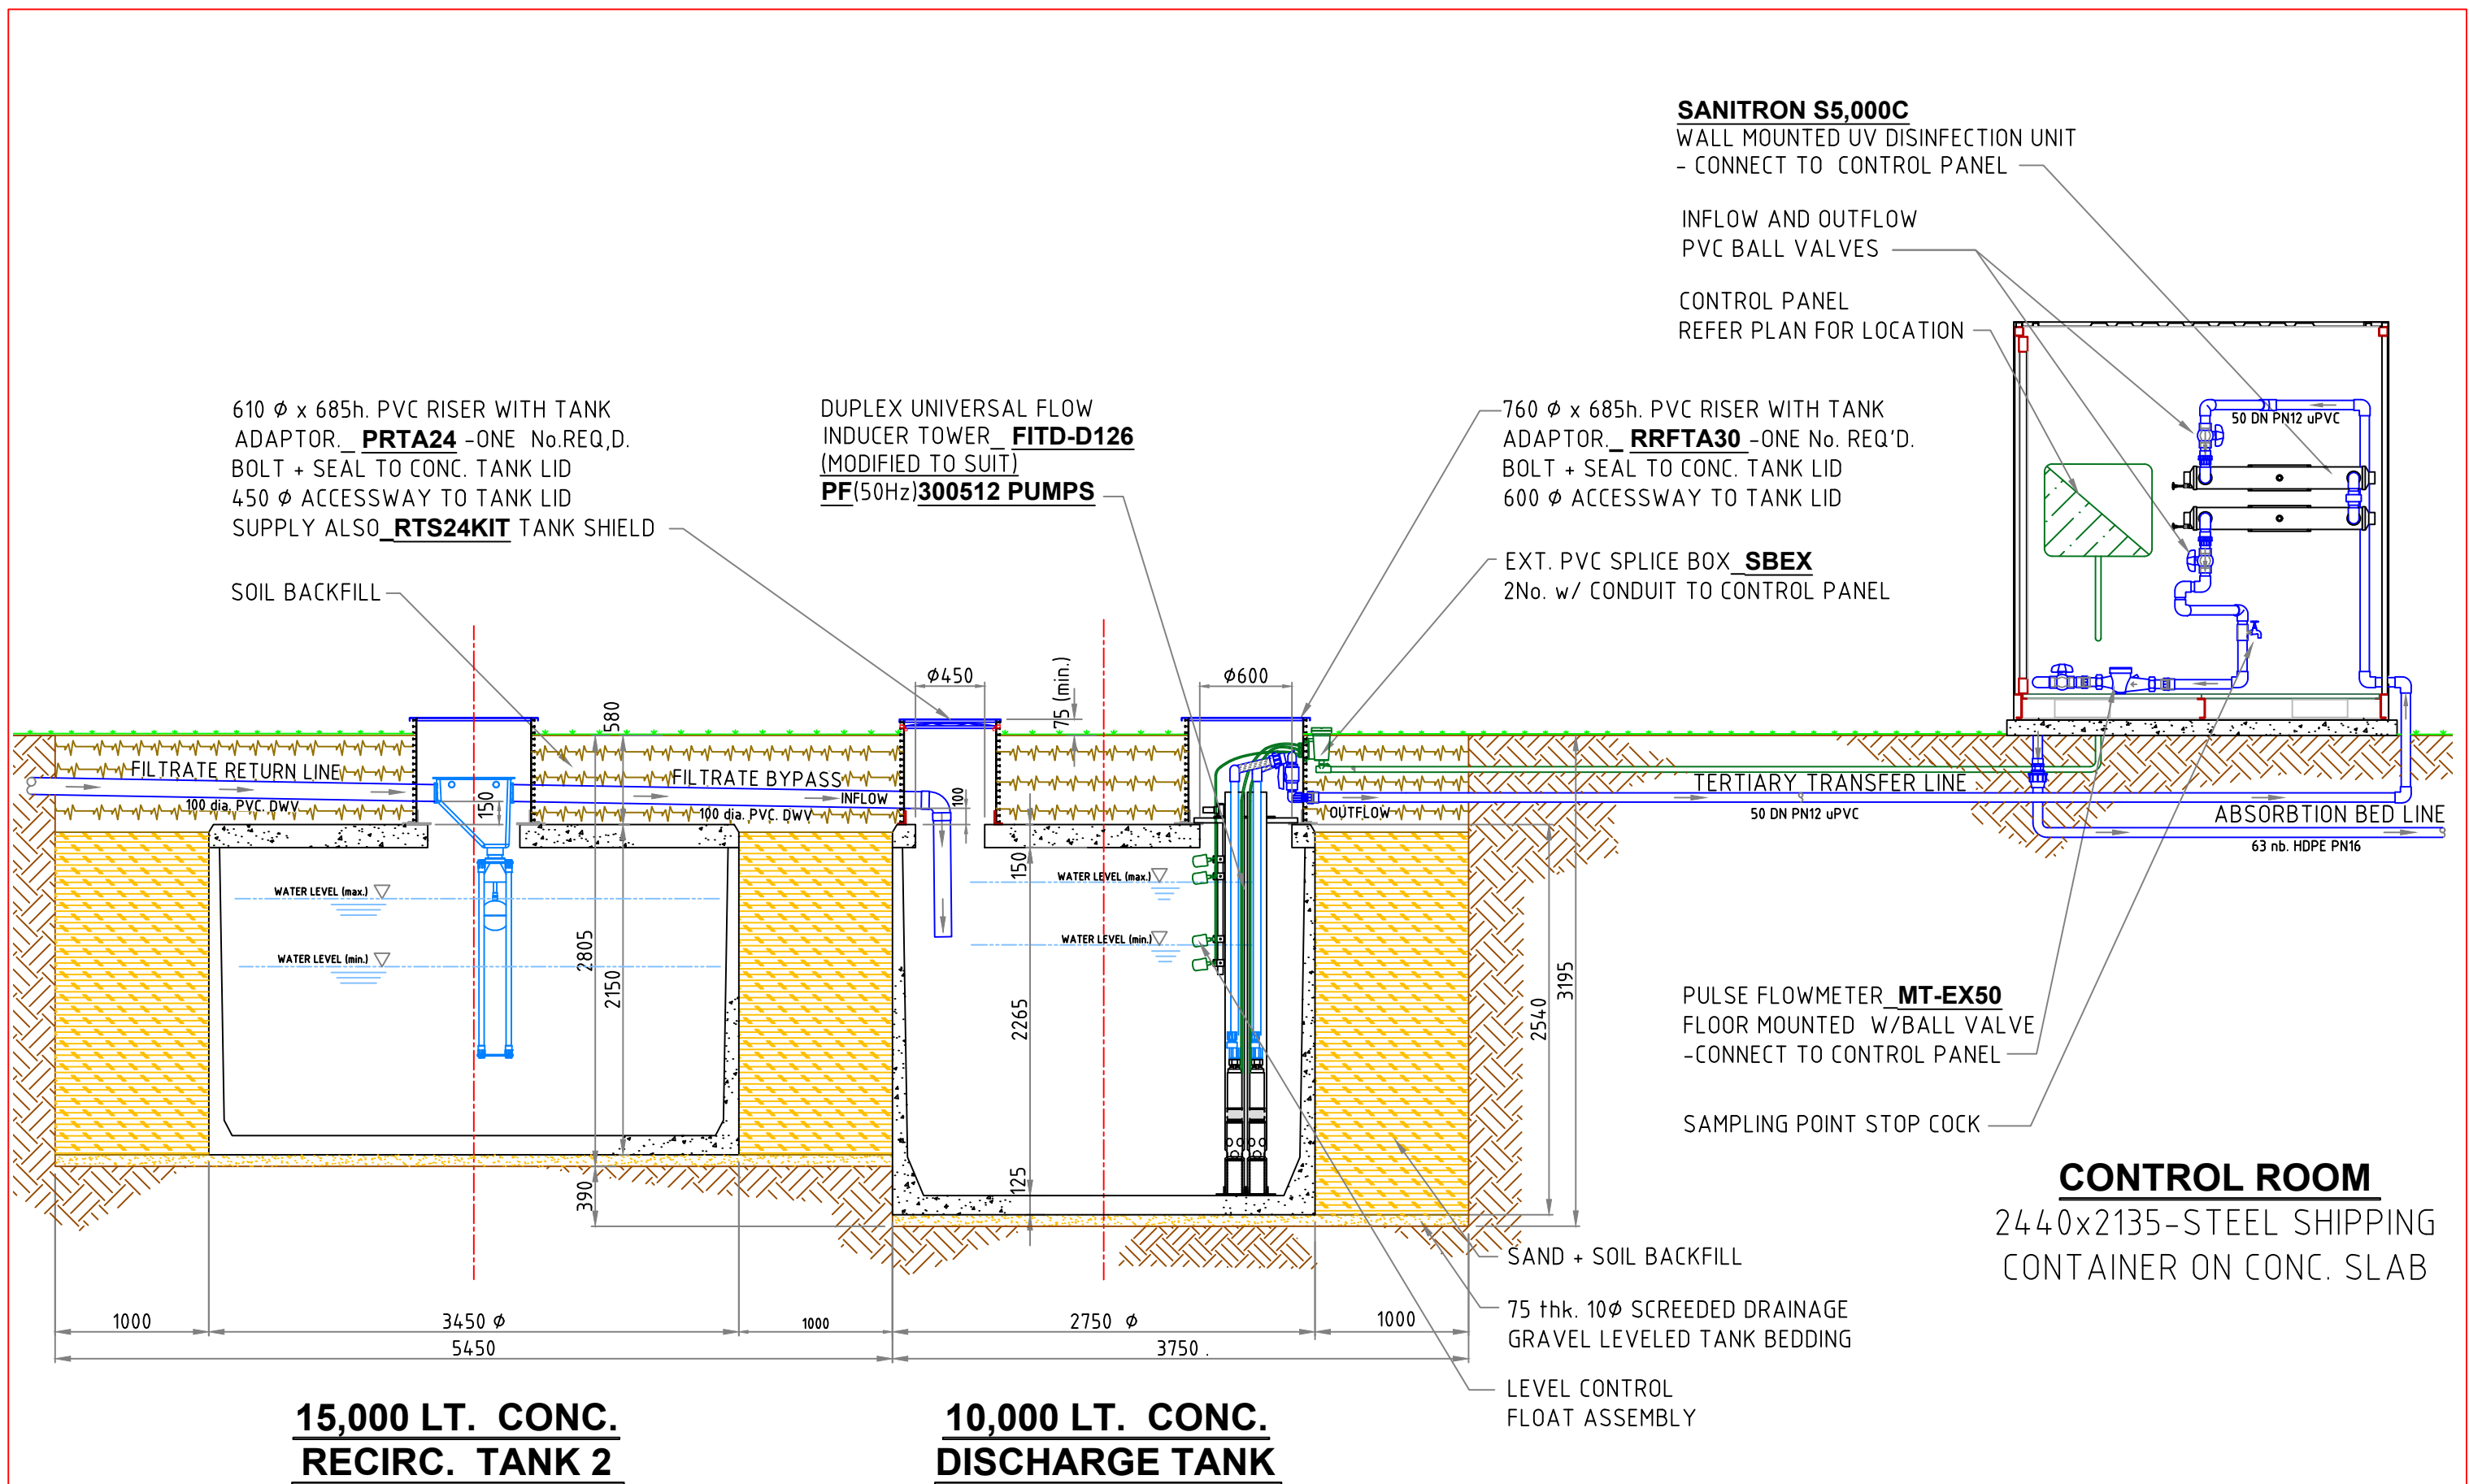 SANITRON S5,000C
WALL MOUNTED UV DISINFECTION UNIT
- CONNECT TO CONTROL PANEL
INFLOW AND OUTFLOW
PVC BALL VALVES
CONTROL PANEL
REFER PLAN FOR LOCATION
610 Ø x 685h. PVC RISER WITH TANK
ADAPTOR._ PRTA24 -ONE No.REQ,D.
BOLT + SEAL TO CONC. TANK LID
450 Ø ACCESSWAY TO TANK LID
SUPPLY ALSO_RTS24KIT TANK SHIELD
SOIL BACKFILL
DUPLEX UNIVERSAL FLOW
INDUCER TOWER_ FITD-D126
(MODIFIED TO SUIT)
PF(50Hz)300512 PUMPS
760 Ø x 685h. PVC RISER WITH TANK
ADAPTOR._ RRFTA30 -ONE No. REQ'D.
BOLT + SEAL TO CONC. TANK LID
600 Ø ACCESSWAY TO TANK LID
EXT. PVC SPLICE BOX_SBEX
2No. w/ CONDUIT TO CONTROL PANEL
50 DN PN12 uPVC
Ø450
75 (min.)
Ø600
580
FILTRATE RETURN LINE
100 dia. PVC. DWV
150
FILTRATE BYPASS
100 dia. PVC. DWV
INFLOW
100
OUTFLOW
TERTIARY TRANSFER LINE
50 DN PN12 uPVC
ABSORBTION BED LINE
63 nb. HDPE PN16
WATER LEVEL (max.)
WATER LEVEL (min.)
2805
2150
390
150
WATER LEVEL (max.)
WATER LEVEL (min.)
2265
125
2540
3195
PULSE FLOWMETER_MT-EX50
FLOOR MOUNTED W/BALL VALVE
-CONNECT TO CONTROL PANEL
SAMPLING POINT STOP COCK
CONTROL ROOM
2440x2135-STEEL SHIPPING
CONTAINER ON CONC. SLAB
SAND + SOIL BACKFILL
75 thk. 10Ø SCREEDED DRAINAGE
GRAVEL LEVELED TANK BEDDING
LEVEL CONTROL
FLOAT ASSEMBLY
1000
3450 Ø
1000
2750 Ø
1000
5450
3750 .
15,000 LT. CONC.
RECIRC. TANK 2
10,000 LT. CONC.
DISCHARGE TANK